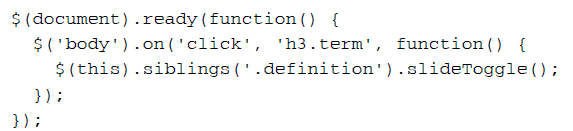 $(document).ready(function() {
  $('body').on('click', 'h3.term', function() {
    $(this).siblings('.definition').slideToggle();
  });
});